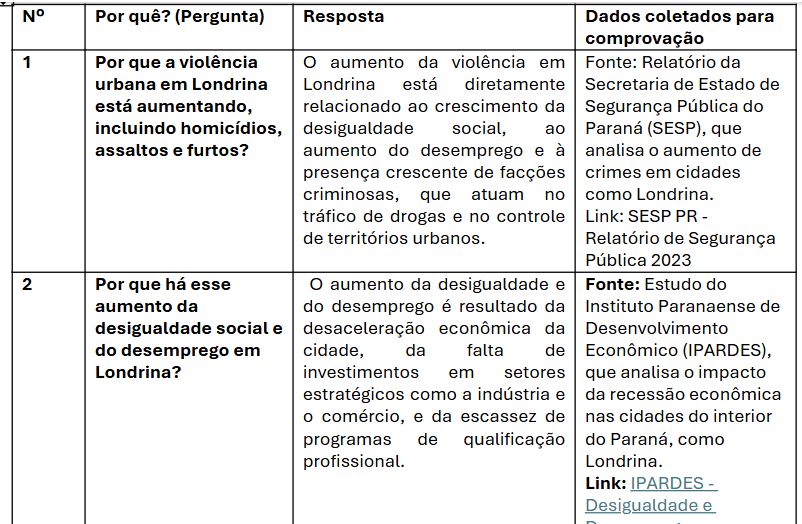 Nº
Por quê? (Pergunta)
Resposta
Dados coletados para
comprovação
1
Por que a violência
urbana em Londrina
está aumentando,
incluindo homicídios,
assaltos e furtos?
O aumento da violência em
Londrina está diretamente
relacionado ao crescimento da
desigualdade social, ao
aumento do desemprego e à
presença crescente de facções
criminosas, que atuam no
tráfico de drogas e no controle
de territórios urbanos.
Fonte: Relatório da
Secretaria de Estado de
Segurança Pública do
Paraná (SESP), que
analisa o aumento de
crimes em cidades
como Londrina.
Link: SESP PR -
Relatório de Segurança
Pública 2023
2
Por que há esse
aumento da
desigualdade social e
do desemprego em
Londrina?
O aumento da desigualdade e
do desemprego é resultado da
desaceleração econômica da
cidade, da falta de
investimentos em setores
estratégicos como a indústria e
o comércio, e da escassez de
programas de qualificação
profissional.
Fonte: Estudo do
Instituto Paranaense de
Desenvolvimento
Econômico (IPARDES),
que analisa o impacto
da recessão econômica
nas cidades do interior
do Paraná, como
Londrina.
Link: IPARDES -
Desigualdade e